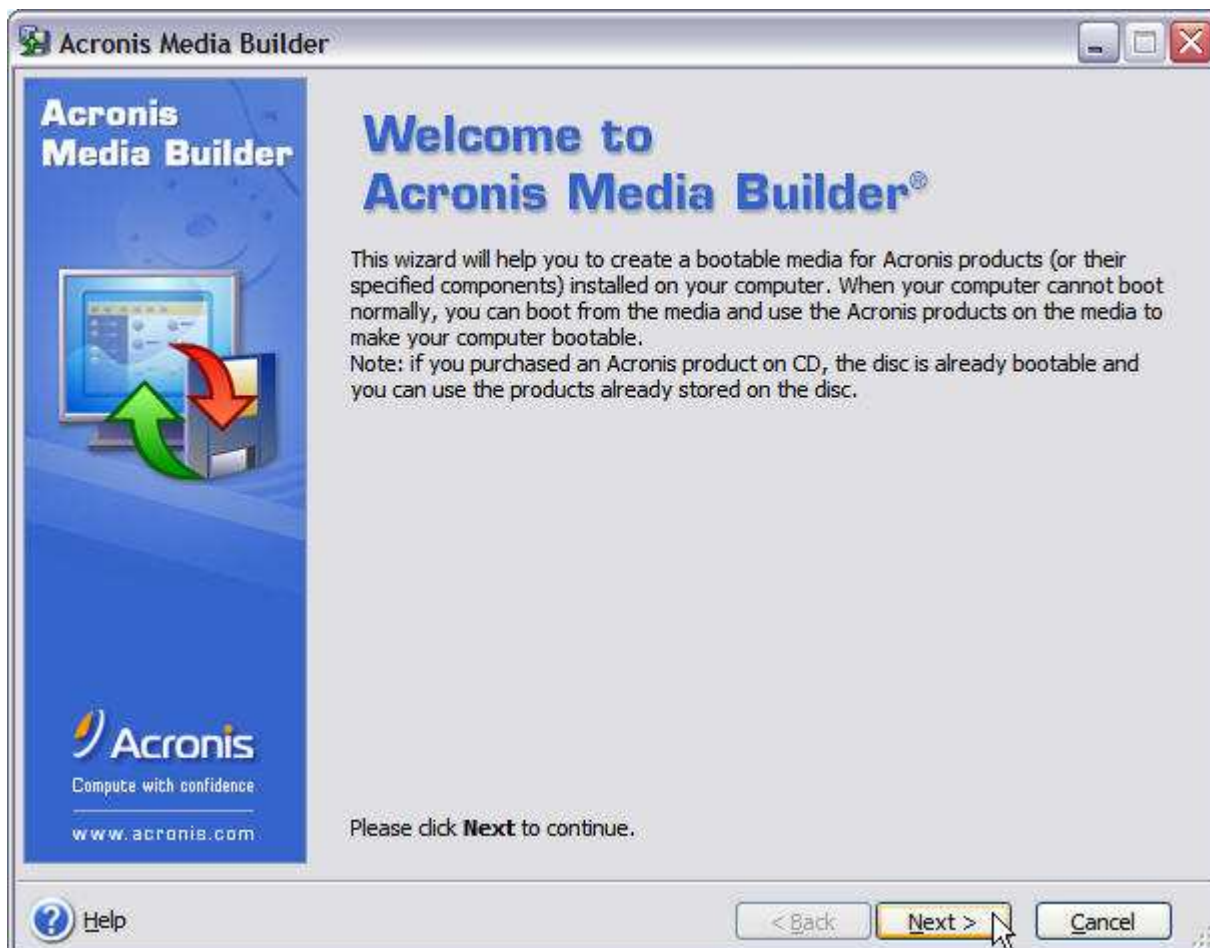 Acronis Media Builder
Acronis
Media Builder
Welcome to
Acronis Media Builder®
This wizard will help you to create a bootable media for Acronis products (or their
specified components) installed on your computer. When your computer cannot boot
normally, you can boot from the media and use the Acronis products on the media to
make your computer bootable.
Note: if you purchased an Acronis product on CD, the disc is already bootable and
you can use the products already stored on the disc.
Acronis
Compute with confidence
www.acronis.com
Please click Next to continue.
Help
< Back
Next >
Cancel